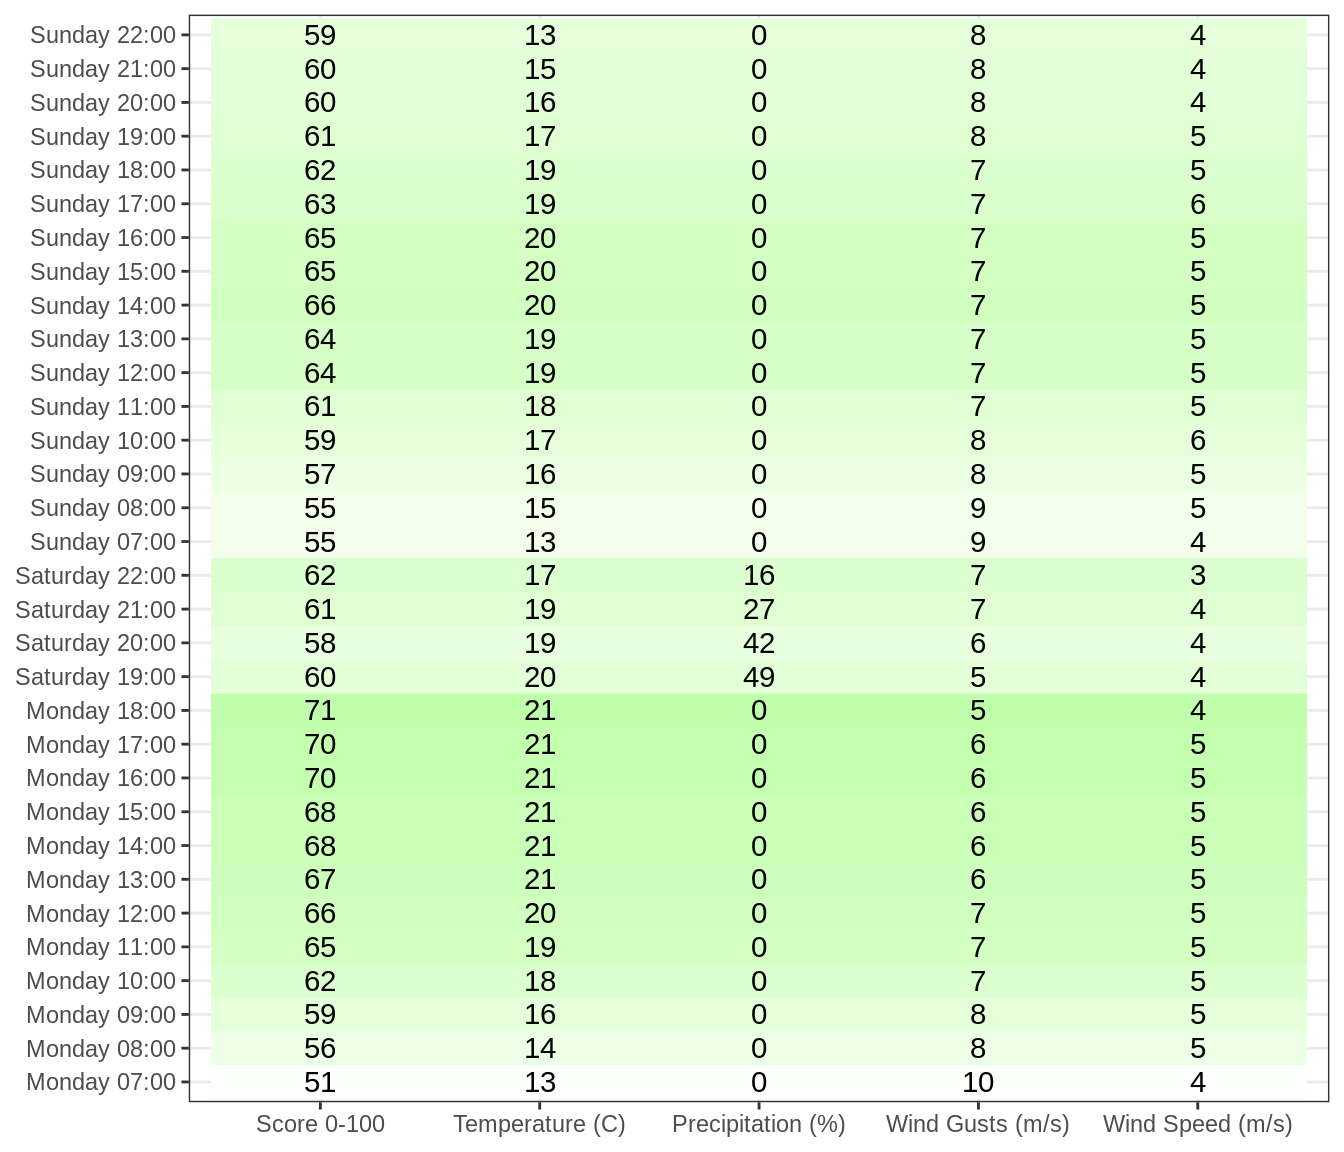 Sunday 22:00 59 13 0 8 4
Sunday 21:00 60 15 0 8 4
Sunday 20:00 60 16 0 8 4
Sunday 19:00 61 17 0 8 5
Sunday 18:00 62 19 0 7 5
Sunday 17:00 63 19 0 7 6
Sunday 16:00 65 20 0 7 5
Sunday 15:00 65 20 0 7 5
Sunday 14:00 66 20 0 7 5
Sunday 13:00 64 19 0 7 5
Sunday 12:00 64 19 0 7 5
Sunday 11:00 61 18 0 7 5
Sunday 10:00 59 17 0 8 6
Sunday 09:00 57 16 0 8 5
Sunday 08:00 55 15 0 9 5
Sunday 07:00 55 13 0 9 4
Saturday 22:00 62 17 16 7 3
Saturday 21:00 61 19 27 7 4
Saturday 20:00 58 19 42 6 4
Saturday 19:00 60 20 49 5 4
Monday 18:00 71 21 0 5 4
Monday 17:00 70 21 0 6 5
Monday 16:00 70 21 0 6 5
Monday 15:00 68 21 0 6 5
Monday 14:00 68 21 0 6 5
Monday 13:00 67 21 0 6 5
Monday 12:00 66 20 0 7 5
Monday 11:00 65 19 0 7 5
Monday 10:00 62 18 0 7 5
Monday 09:00 59 16 0 8 5
Monday 08:00 56 14 0 8 5
Monday 07:00 51 13 0 10 4
Score 0-100 Temperature (C) Precipitation (%) Wind Gusts (m/s) Wind Speed (m/s)